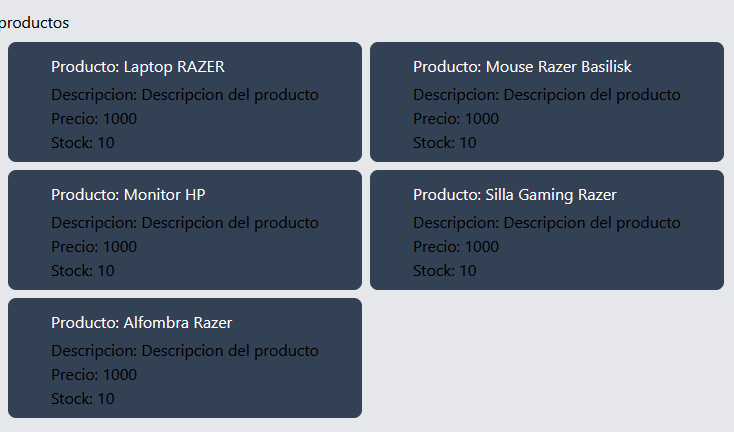 productos
Producto: Laptop RAZER
Descripcion: Descripcion del producto
Precio: 1000
Stock: 10
Producto: Mouse Razer Basilisk
Descripcion: Descripcion del producto
Precio: 1000
Stock: 10
Producto: Monitor HP
Descripcion: Descripcion del producto
Precio: 1000
Stock: 10
Producto: Silla Gaming Razer
Descripcion: Descripcion del producto
Precio: 1000
Stock: 10
Producto: Alfombra Razer
Descripcion: Descripcion del producto
Precio: 1000
Stock: 10